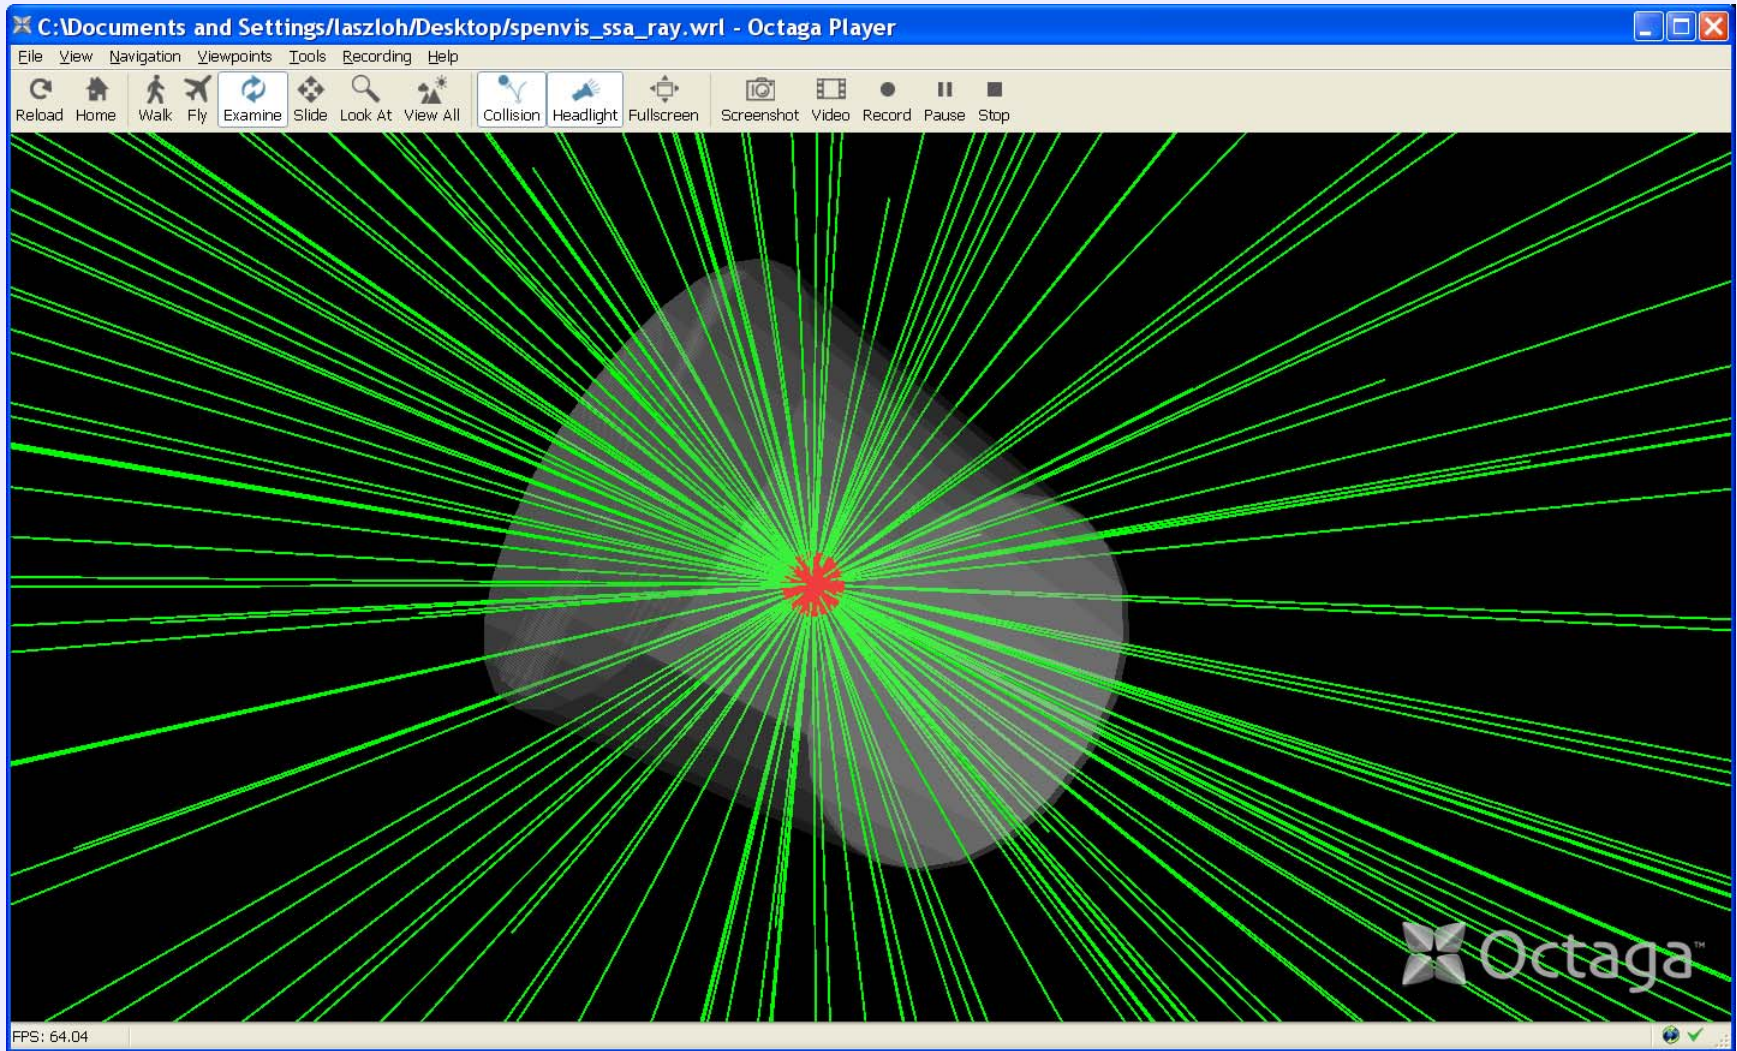 C:\Documents and Settings/laszloh/Desktop/spenvis_ssa_ray.wrl - Octaga Player
File View Navigation Viewpoints Tools Recording Help
Reload Home Walk Fly Examine Slide Look At View All Collision Headlight Fullscreen Screenshot Video Record Pause Stop
Octaga™
FPS: 64.04